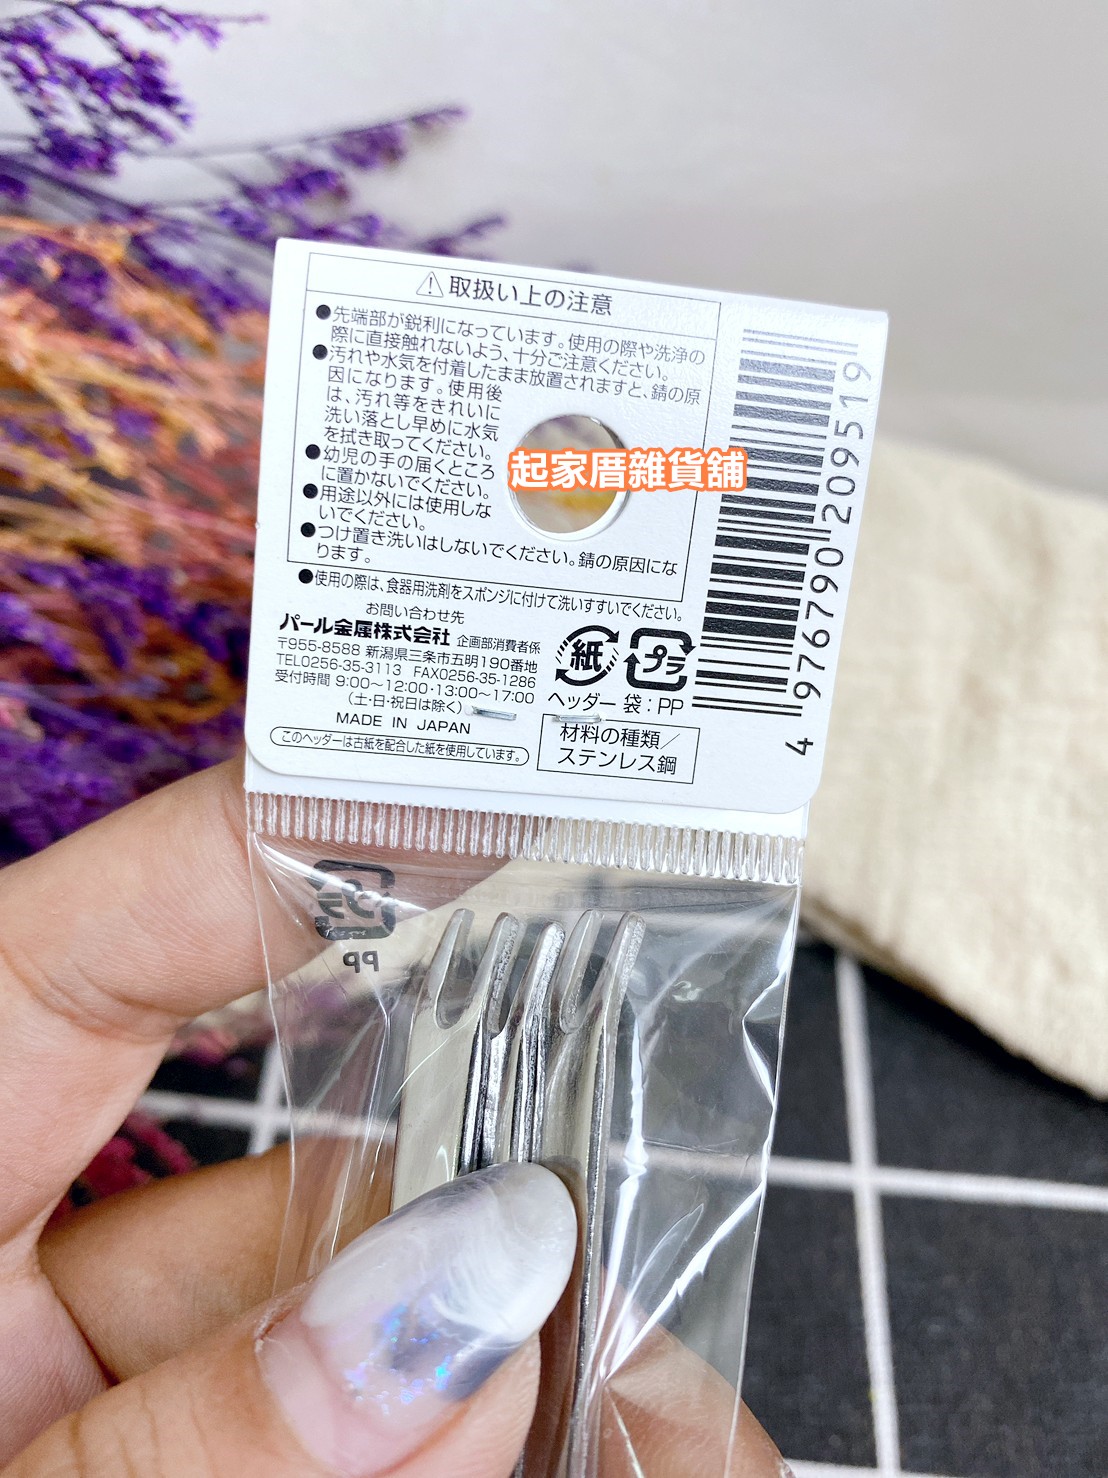 ⚠取扱い上の注意
●先端部が鋭利になっています。使用の際や洗浄の
際に直接触れないよう、十分ご注意ください。
●汚れや水気を付着したまま放置されますと、錆の原
因になります。使用後
は、汚れ等をきれいに
洗い落とし早めに水気
を拭き取ってください。
●幼児の手の届くところ
に置かないでください。
●用途以外には使用しな
いでください。
●つけ置き洗いはしないでください。錆の原因にな
ります。
●使用の際は、食器用洗剤をスポンジに付けて洗いすすいでください。
お問い合わせ先
パール金属株式会社 企画部消費者係
〒955-8588 新潟県三条市五明190番地
TEL0256-35-3113 FAX0256-35-1286
受付時間 9:00〜12:00・13:00〜17:00
(土・日・祝日は除く)
MADE IN JAPAN
このヘッダーは古紙を配合した紙を使用しています。
紙 プラ
ヘッダー 袋:PP
材料の種類/
ステンレス鋼
4 976790 209519
起家厝雜貨舖
プラ
PP